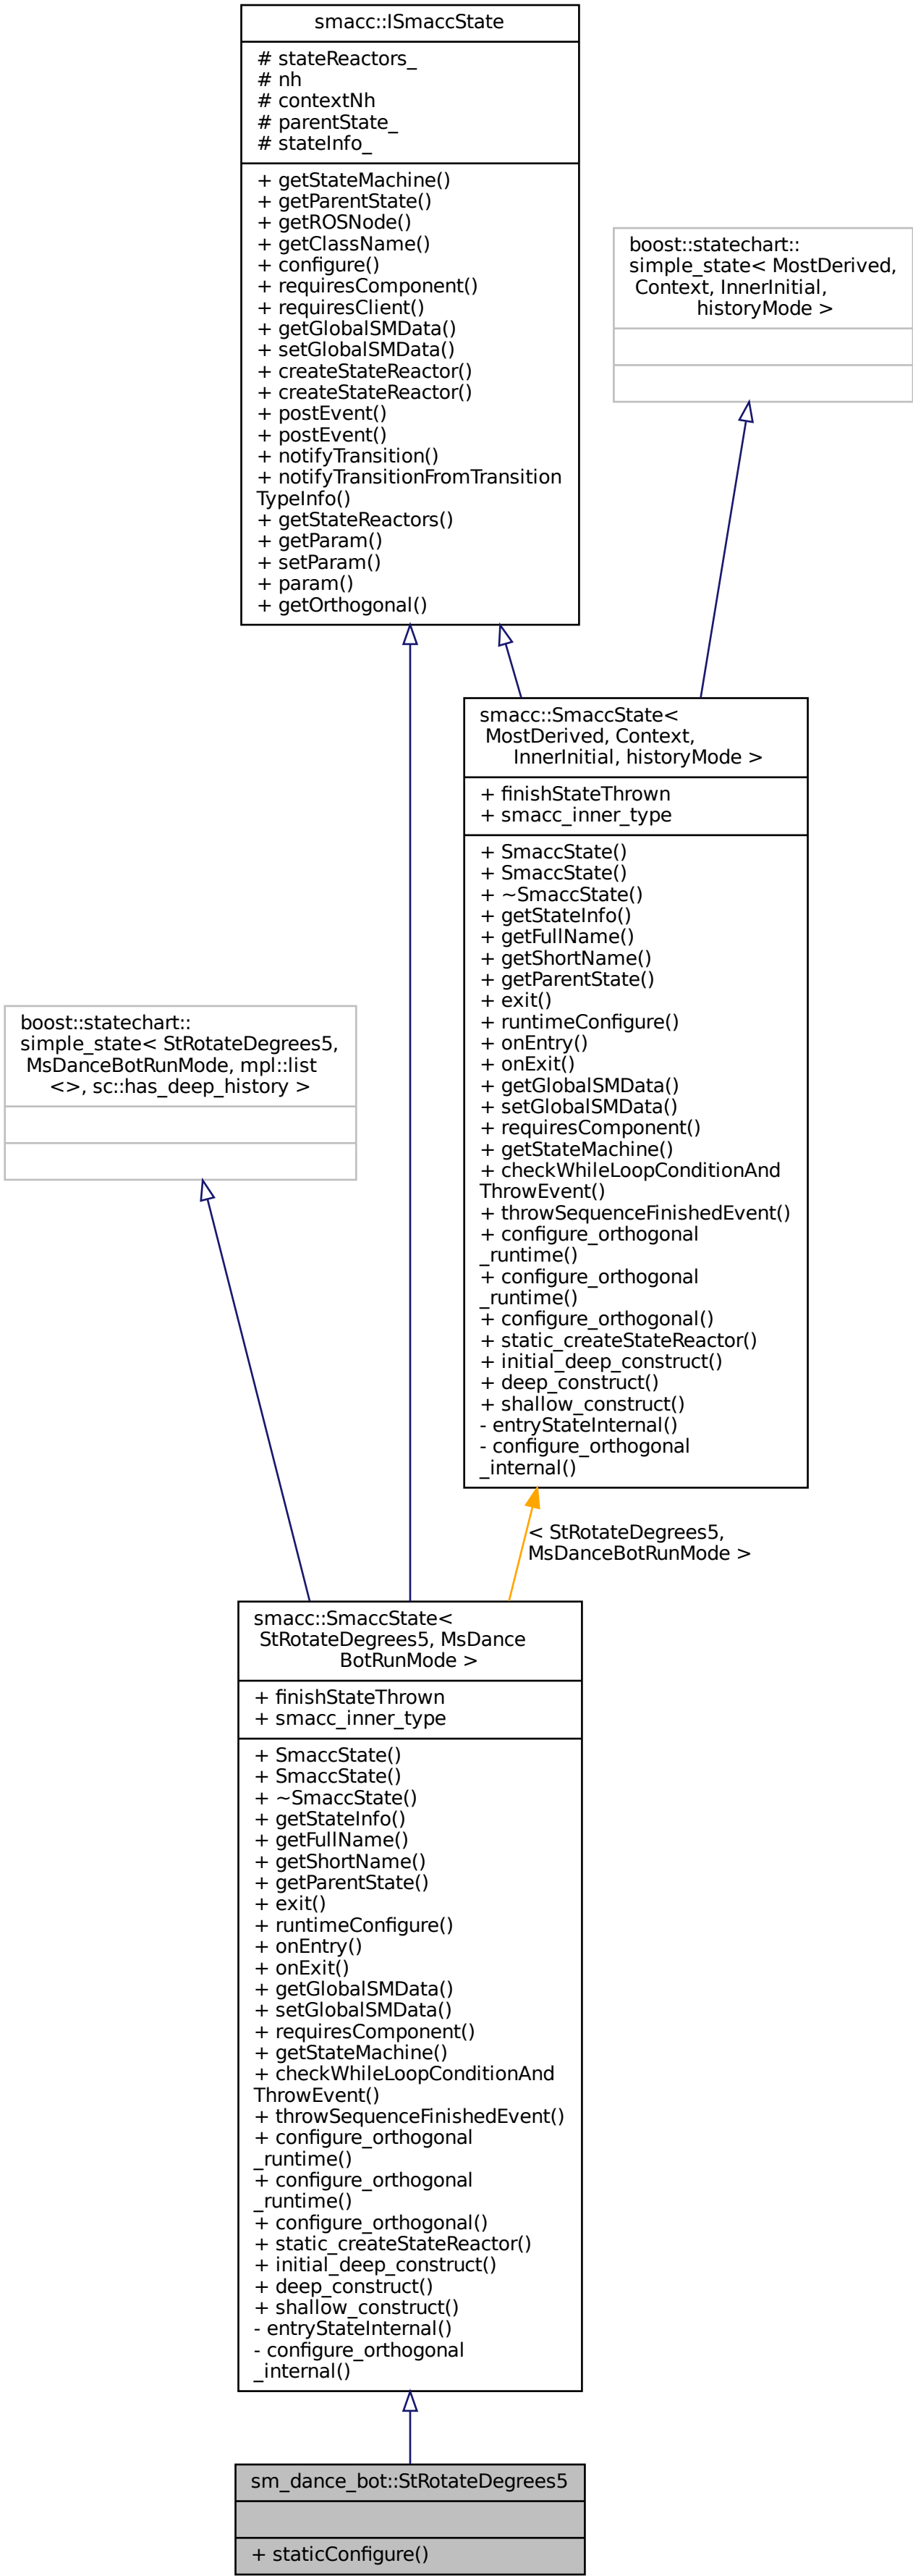 smacc::ISmaccState
# stateReactors_
# nh
# contextNh
# parentState_
# stateInfo_
+ getStateMachine()
+ getParentState()
+ getROSNode()
+ getClassName()
+ configure()
+ requiresComponent()
+ requiresClient()
+ getGlobalSMData()
+ setGlobalSMData()
+ createStateReactor()
+ createStateReactor()
+ postEvent()
+ postEvent()
+ notifyTransition()
+ notifyTransitionFromTransition
TypeInfo()
+ getStateReactors()
+ getParam()
+ setParam()
+ param()
+ getOrthogonal()
boost::statechart::
simple_state< MostDerived,
Context, InnerInitial,
historyMode >
smacc::SmaccState<
MostDerived, Context,
InnerInitial, historyMode >
+ finishStateThrown
+ smacc_inner_type
+ SmaccState()
+ SmaccState()
+ ~SmaccState()
+ getStateInfo()
+ getFullName()
+ getShortName()
+ getParentState()
+ exit()
+ runtimeConfigure()
+ onEntry()
+ onExit()
+ getGlobalSMData()
+ setGlobalSMData()
+ requiresComponent()
+ getStateMachine()
+ checkWhileLoopConditionAnd
ThrowEvent()
+ throwSequenceFinishedEvent()
+ configure_orthogonal
_runtime()
+ configure_orthogonal
_runtime()
+ configure_orthogonal()
+ static_createStateReactor()
+ initial_deep_construct()
+ deep_construct()
+ shallow_construct()
- entryStateInternal()
- configure_orthogonal
_internal()
boost::statechart::
simple_state< StRotateDegrees5,
MsDanceBotRunMode, mpl::list
<>, sc::has_deep_history >
< StRotateDegrees5,
MsDanceBotRunMode >
smacc::SmaccState<
StRotateDegrees5, MsDance
BotRunMode >
+ finishStateThrown
+ smacc_inner_type
+ SmaccState()
+ SmaccState()
+ ~SmaccState()
+ getStateInfo()
+ getFullName()
+ getShortName()
+ getParentState()
+ exit()
+ runtimeConfigure()
+ onEntry()
+ onExit()
+ getGlobalSMData()
+ setGlobalSMData()
+ requiresComponent()
+ getStateMachine()
+ checkWhileLoopConditionAnd
ThrowEvent()
+ throwSequenceFinishedEvent()
+ configure_orthogonal
_runtime()
+ configure_orthogonal
_runtime()
+ configure_orthogonal()
+ static_createStateReactor()
+ initial_deep_construct()
+ deep_construct()
+ shallow_construct()
- entryStateInternal()
- configure_orthogonal
_internal()
sm_dance_bot::StRotateDegrees5
+ staticConfigure()